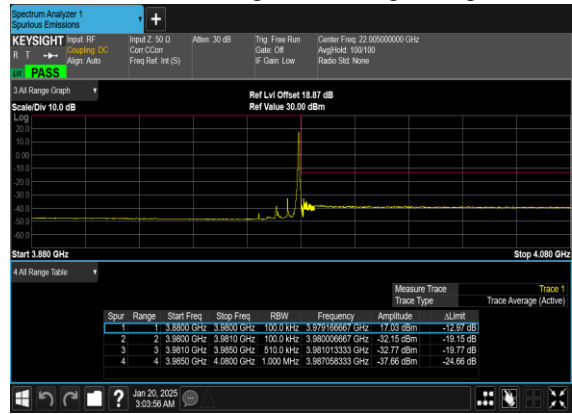 Spectrum Analyzer 1
Spurious Emissions
KEYSIGHT Input: RF Input Z: 50 Ω Atten: 30 dB Trig: Free Run Center Freq: 22.005000000 GHz
R T Coupling: DC Corr CCorr Gate: Off Avg|Hold: 100/100
Align: Auto Freq Ref: Int (S) IF Gain: Low Radio Std: None
PASS
3 All Range Graph Ref Lvl Offset 18.87 dB
Scale/Div 10.0 dB Ref Value 30.00 dBm
Log
20.0
10.0
0.00
-10.0
-20.0
-30.0
-40.0
-50.0
-60.0
Start 3.880 GHz Stop 4.080 GHz
4 All Range Table
Measure Trace Trace 1
Trace Type Trace Average (Active)
Spur Range Start Freq Stop Freq RBW Frequency Amplitude ΔLimit
1 1 3.8800 GHz 3.9800 GHz 100.0 kHz 3.979166667 GHz 17.03 dBm -12.97 dB
2 2 3.9800 GHz 3.9810 GHz 100.0 kHz 3.980006667 GHz -32.15 dBm -19.15 dB
3 3 3.9810 GHz 3.9850 GHz 510.0 kHz 3.981013333 GHz -32.77 dBm -19.77 dB
4 4 3.9850 GHz 4.0800 GHz 1.000 MHz 3.987058333 GHz -37.66 dBm -24.66 dB
? Jan 20, 2025
3:03:56 AM